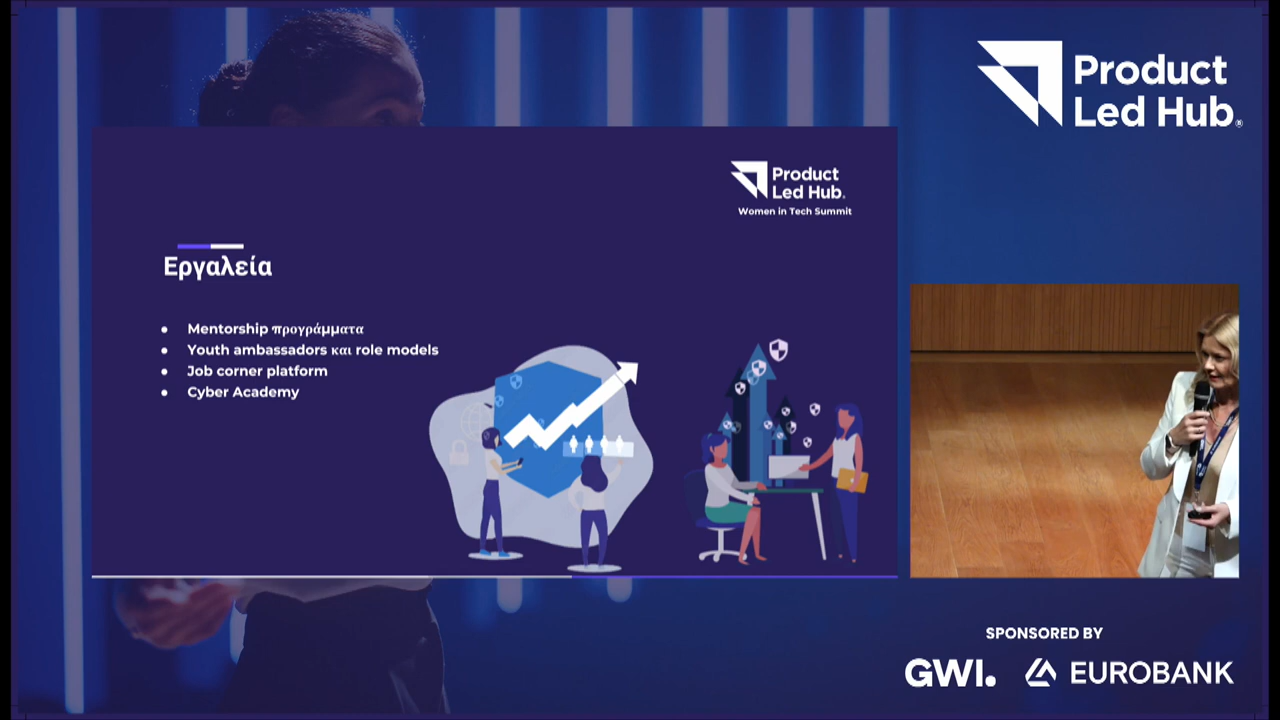 Product
Led Hub®
Product
Led Hub.
Women in Tech Summit
Εργαλεία
● Mentorship προγράμματα
● Youth ambassadors και role models
● Job corner platform
● Cyber Academy
SPONSORED BY
GWI.
EUROBANK